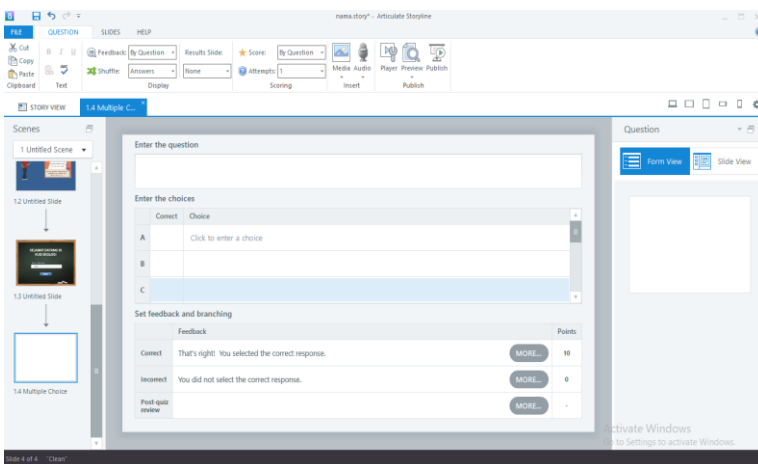 nama.story* - Articulate Storyline
FILE QUESTION SLIDES HELP
Cut
Copy
Paste
B I U
Feedback: By Question
Shuffle: Answers
Results Slide:
None
Score: By Question
Attempts: 1
Media Audio
Player Preview Publish
Clipboard Text Display Scoring Insert Publish
STORY VIEW 1.4 Multiple C...
Scenes
1 Untitled Scene
1.2 Untitled Slide
1.3 Untitled Slide
1.4 Multiple Choice
Enter the question
Enter the choices
Correct Choice
A Click to enter a choice
B
C
Set feedback and branching
Feedback Points
Correct That's right! You selected the correct response. MORE... 10
Incorrect You did not select the correct response. MORE... 0
Post-quiz
review MORE... -
Question
Form View Slide View
Activate Windows
Go to Settings to activate Windows.
Slide 4 of 4 "Clean"